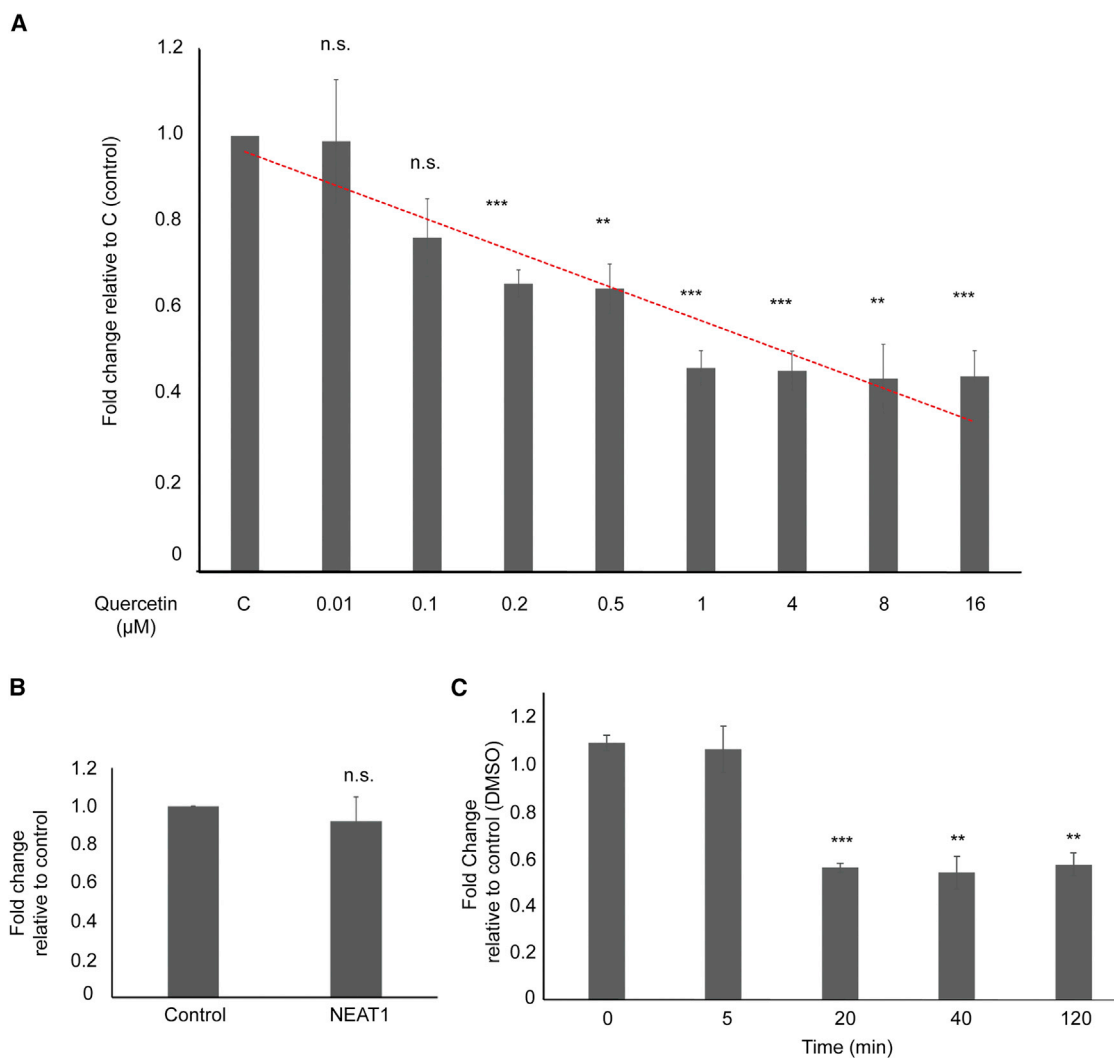 A
Fold change relative to C (control)
1.2
1.0
0.8
0.6
0.4
0.2
0
n.s.
n.s.
***
**
***
***
**
***
Quercetin
(µM)
C 0.01 0.1 0.2 0.5 1 4 8 16
B
Fold change
relative to control
1.2
1.0
0.8
0.6
0.4
0.2
0
n.s.
Control NEAT1
C
Fold Change
relative to control (DMSO)
1.2
1.0
0.8
0.6
0.4
0.2
0
***
**
**
0 5 20 40 120
Time (min)